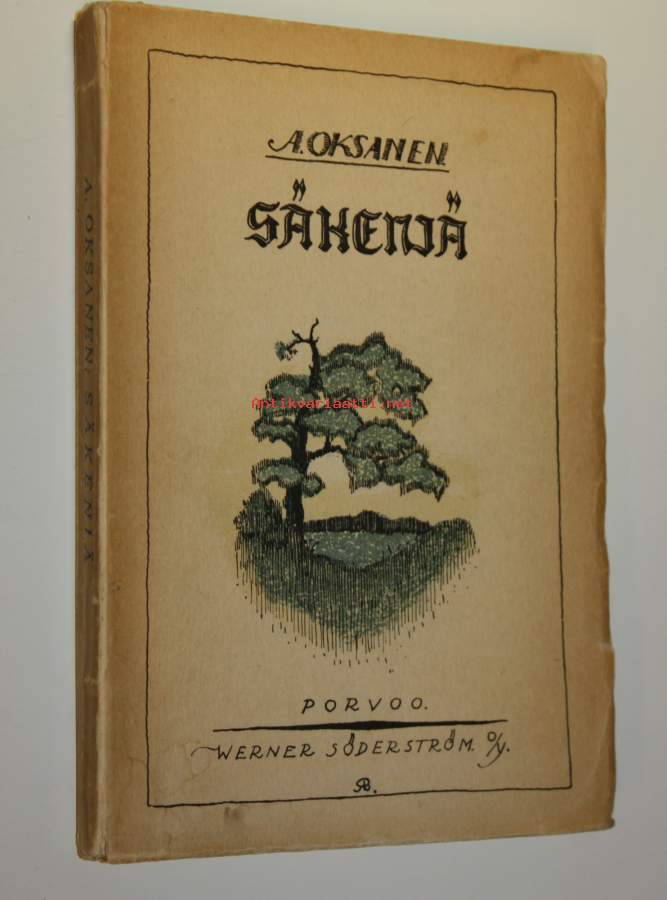 A. OKSANEN.
SÄKENIÄ
Antikvariaatti.net
PORVOO.
WERNER SÖDERSTRÖM O/Y.
A. OKSANEN: SÄKENIÄ